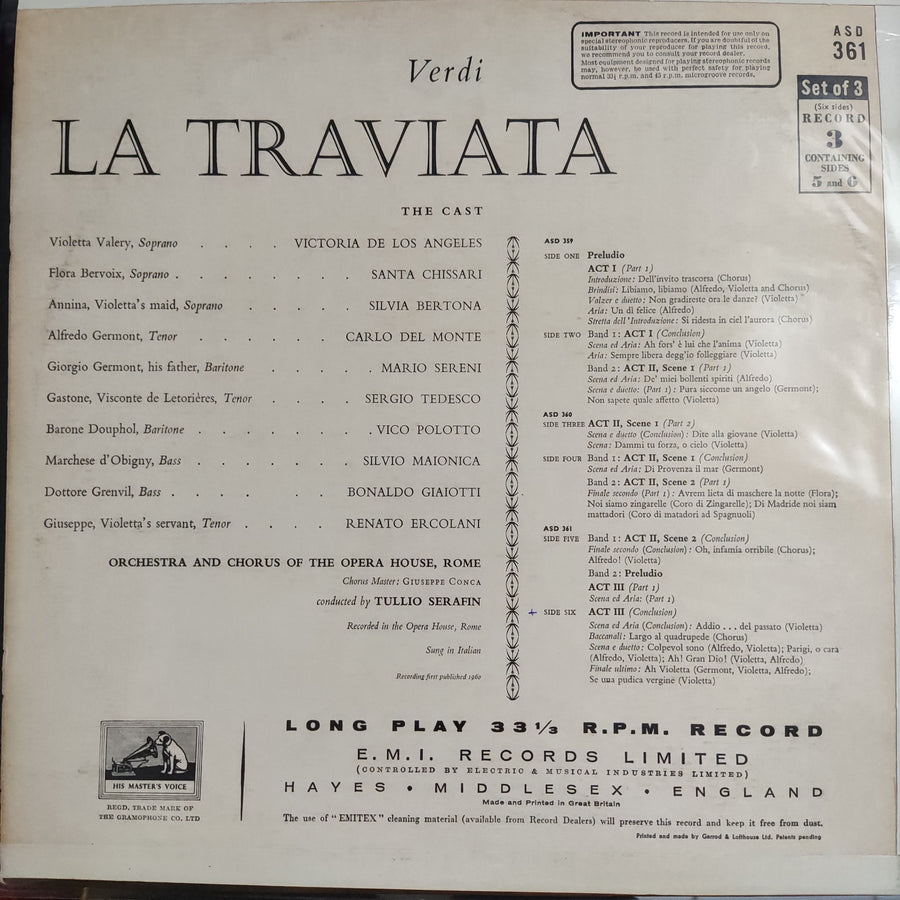 IMPORTANT This record is intended for use only on
special stereophonic reproducers. If you are doubtful of the
suitability of your reproducer for playing this record,
we recommend you to consult your record dealer.
Most equipment designed for playing stereophonic records
may, however, be used with perfect safety for playing
normal 33⅓ r.p.m. and 45 r.p.m. microgroove records.
ASD
361
Set of 3
(Six sides)
RECORD
3
CONTAINING
SIDES
5 and 6
Verdi
LA TRAVIATA
THE CAST
Violetta Valery, Soprano . . . . VICTORIA DE LOS ANGELES
Flora Bervoix, Soprano . . . . . . . . SANTA CHISSARI
Annina, Violetta's maid, Soprano . . . . . SILVIA BERTONA
Alfredo Germont, Tenor . . . . . . CARLO DEL MONTE
Giorgio Germont, his father, Baritone . . . . . MARIO SERENI
Gastone, Visconte de Letorières, Tenor . . . . SERGIO TEDESCO
Barone Douphol, Baritone . . . . . . . VICO POLOTTO
Marchese d'Obigny, Bass . . . . . . . SILVIO MAIONICA
Dottore Grenvil, Bass . . . . . . . BONALDO GIAIOTTI
Giuseppe, Violetta's servant, Tenor . . . . RENATO ERCOLANI
ORCHESTRA AND CHORUS OF THE OPERA HOUSE, ROME
Chorus Master: GIUSEPPE CONCA
conducted by TULLIO SERAFIN
Recorded in the Opera House, Rome
Sung in Italian
Recording first published 1960
ASD 359
SIDE ONE Preludio
ACT I (Part 1)
Introduzione: Dell'invito trascorsa (Chorus)
Brindisi: Libiamo, libiamo (Alfredo, Violetta and Chorus)
Valzer e duetto: Non gradireste ora le danze? (Violetta)
Aria: Un dì felice (Alfredo)
Stretta dell'Introduzione: Si ridesta in ciel l'aurora (Chorus)
SIDE TWO Band 1: ACT I (Conclusion)
Scena ed Aria: Ah fors' è lui che l'anima (Violetta)
Aria: Sempre libera degg'io folleggiare (Violetta)
Band 2: ACT II, Scene 1 (Part 1)
Scena ed Aria: De' miei bollenti spiriti (Alfredo)
Scena e duetto: (Part 1): Pura siccome un angelo (Germont);
Non sapete quale affetto (Violetta)
ASD 360
SIDE THREE ACT II, Scene 1 (Part 2)
Scena e duetto (Conclusion): Dite alla giovane (Violetta)
Scena: Dammi tu forza, o cielo (Violetta)
SIDE FOUR Band 1: ACT II, Scene 1 (Conclusion)
Scena ed Aria: Di Provenza il mar (Germont)
Band 2: ACT II, Scene 2 (Part 1)
Finale secondo (Part 1): Avrem lieta di maschere la notte (Flora);
Noi siamo zingarelle (Coro di Zingarelle); Di Madride noi siam
mattadori (Coro di matadori ad Spagnuoli)
ASD 361
SIDE FIVE Band 1: ACT II, Scene 2 (Conclusion)
Finale secondo (Conclusion): Oh, infamia orribile (Chorus);
Alfredo! (Violetta)
Band 2: Preludio
ACT III (Part 1)
Scena ed Aria: (Part 1)
+ SIDE SIX ACT III (Conclusion)
Scena ed Aria (Conclusion): Addio . . . del passato (Violetta)
Baccanali: Largo al quadrupede (Chorus)
Scena e duetto: Colpevol sono (Alfredo, Violetta); Parigi, o cara
(Alfredo, Violetta); Ah! Gran Dio! (Violetta, Alfredo)
Finale ultimo: Ah Violetta (Germont, Violetta, Alfredo);
Se una pudica vergine (Violetta)
HIS MASTER'S VOICE
REGD. TRADE MARK OF
THE GRAMOPHONE CO. LTD
LONG PLAY 33⅓ R.P.M. RECORD
E.M.I. RECORDS LIMITED
(CONTROLLED BY ELECTRIC & MUSICAL INDUSTRIES LIMITED)
HAYES • MIDDLESEX • ENGLAND
Made and Printed in Great Britain
The use of "EMITEX" cleaning material (available from Record Dealers) will preserve this record and keep it free from dust.
Printed and made by Garrod & Lofthouse Ltd. Patents pending